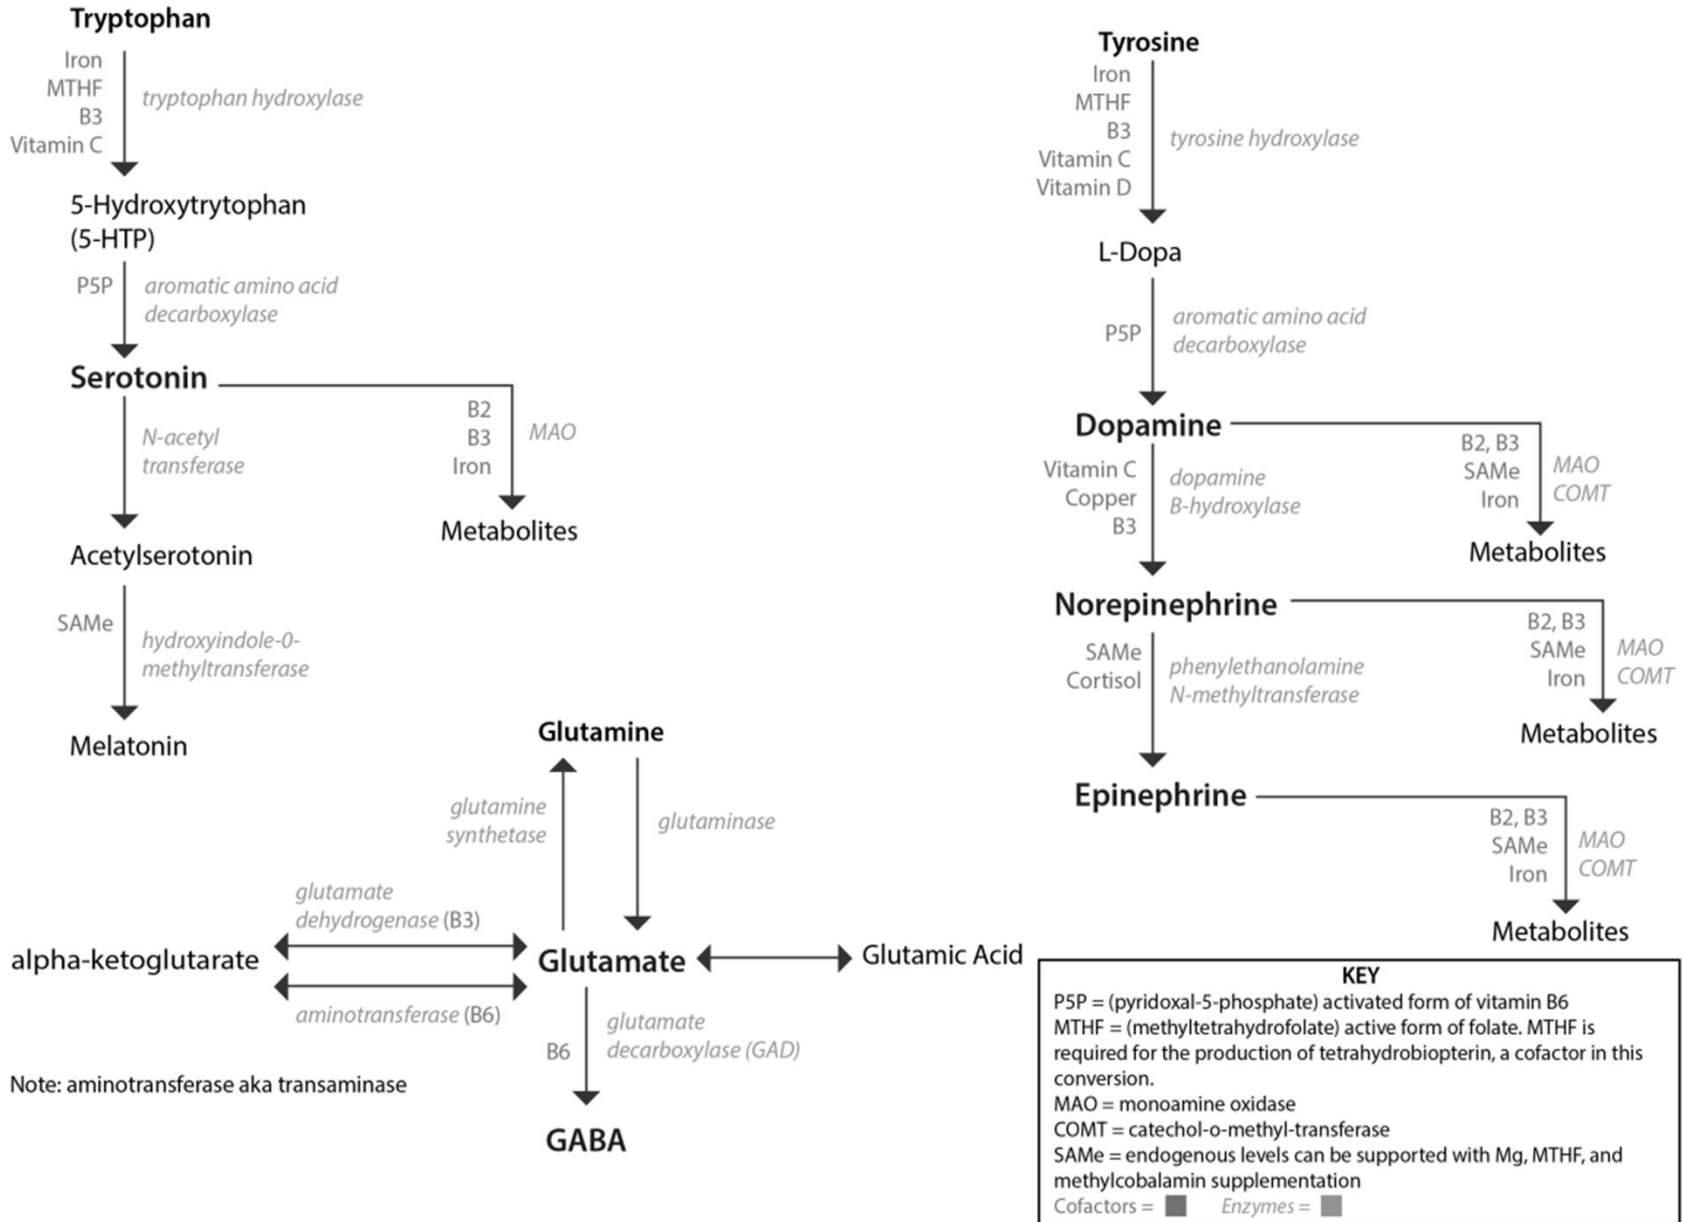 Tryptophan
Iron
MTHF
B3
Vitamin C
tryptophan hydroxylase
5-Hydroxytrytophan
(5-HTP)
P5P
aromatic amino acid
decarboxylase
Serotonin
N-acetyl
transferase
B2
B3
Iron
MAO
Metabolites
Acetylserotonin
SAMe
hydroxyindole-0-
methyltransferase
Melatonin
Glutamine
glutamine
synthetase
glutaminase
glutamate
dehydrogenase (B3)
alpha-ketoglutarate
Glutamate
Glutamic Acid
aminotransferase (B6)
B6
glutamate
decarboxylase (GAD)
Note: aminotransferase aka transaminase
GABA
Tyrosine
Iron
MTHF
B3
Vitamin C
Vitamin D
tyrosine hydroxylase
L-Dopa
P5P
aromatic amino acid
decarboxylase
Dopamine
Vitamin C
Copper
B3
dopamine
B-hydroxylase
B2, B3
SAMe
Iron
MAO
COMT
Metabolites
Norepinephrine
SAMe
Cortisol
phenylethanolamine
N-methyltransferase
B2, B3
SAMe
Iron
MAO
COMT
Metabolites
Epinephrine
B2, B3
SAMe
Iron
MAO
COMT
Metabolites
KEY
P5P = (pyridoxal-5-phosphate) activated form of vitamin B6
MTHF = (methyltetrahydrofolate) active form of folate. MTHF is
required for the production of tetrahydrobiopterin, a cofactor in this
conversion.
MAO = monoamine oxidase
COMT = catechol-o-methyl-transferase
SAMe = endogenous levels can be supported with Mg, MTHF, and
methylcobalamin supplementation
Cofactors = Enzymes =